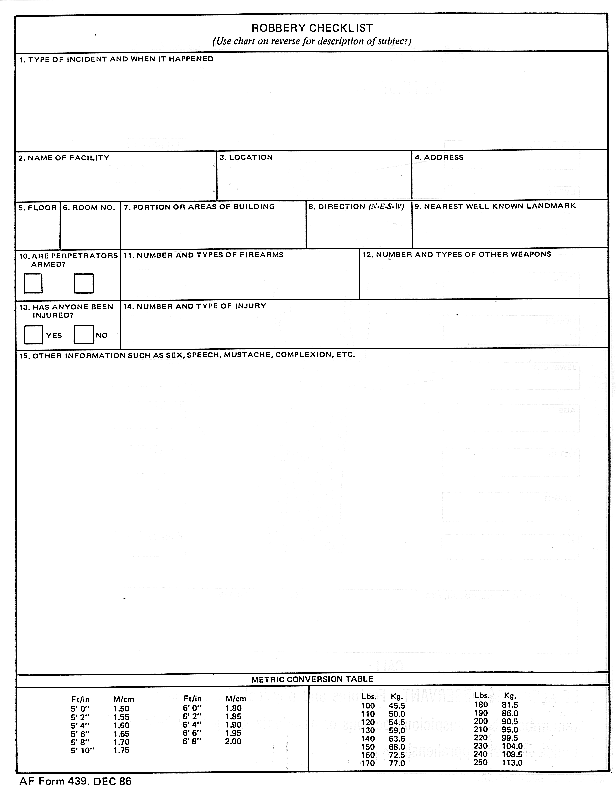 ROBBERY CHECKLIST
(Use chart on reverse for description of subject)
1. TYPE OF INCIDENT AND WHEN IT HAPPENED
2. NAME OF FACILITY
3. LOCATION
4. ADDRESS
5. FLOOR
6. ROOM NO.
7. PORTION OR AREAS OF BUILDING
8. DIRECTION (N-E-S-W)
9. NEAREST WELL KNOWN LANDMARK
10. ARE PERPETRATORS
ARMED?
11. NUMBER AND TYPES OF FIREARMS
12. NUMBER AND TYPES OF OTHER WEAPONS
13. HAS ANYONE BEEN
INJURED?
YES NO
14. NUMBER AND TYPE OF INJURY
15. OTHER INFORMATION SUCH AS SEX, SPEECH, MUSTACHE, COMPLEXION, ETC.
METRIC CONVERSION TABLE
Ft/in M/cm Ft/in M/cm
5' 0" 1.50 6' 0" 1.80
5' 2" 1.55 6' 2" 1.85
5' 4" 1.60 6' 4" 1.90
5' 6" 1.65 6' 6" 1.95
5' 8" 1.70 6' 8" 2.00
5' 10" 1.75
Lbs. Kg. Lbs. Kg.
100 45.5 180 81.5
110 50.0 190 86.0
120 54.5 200 90.5
130 59.0 210 95.0
140 63.5 220 99.5
150 68.0 230 104.0
160 72.5 240 108.5
170 77.0 250 113.0
AF Form 439, DEC 86